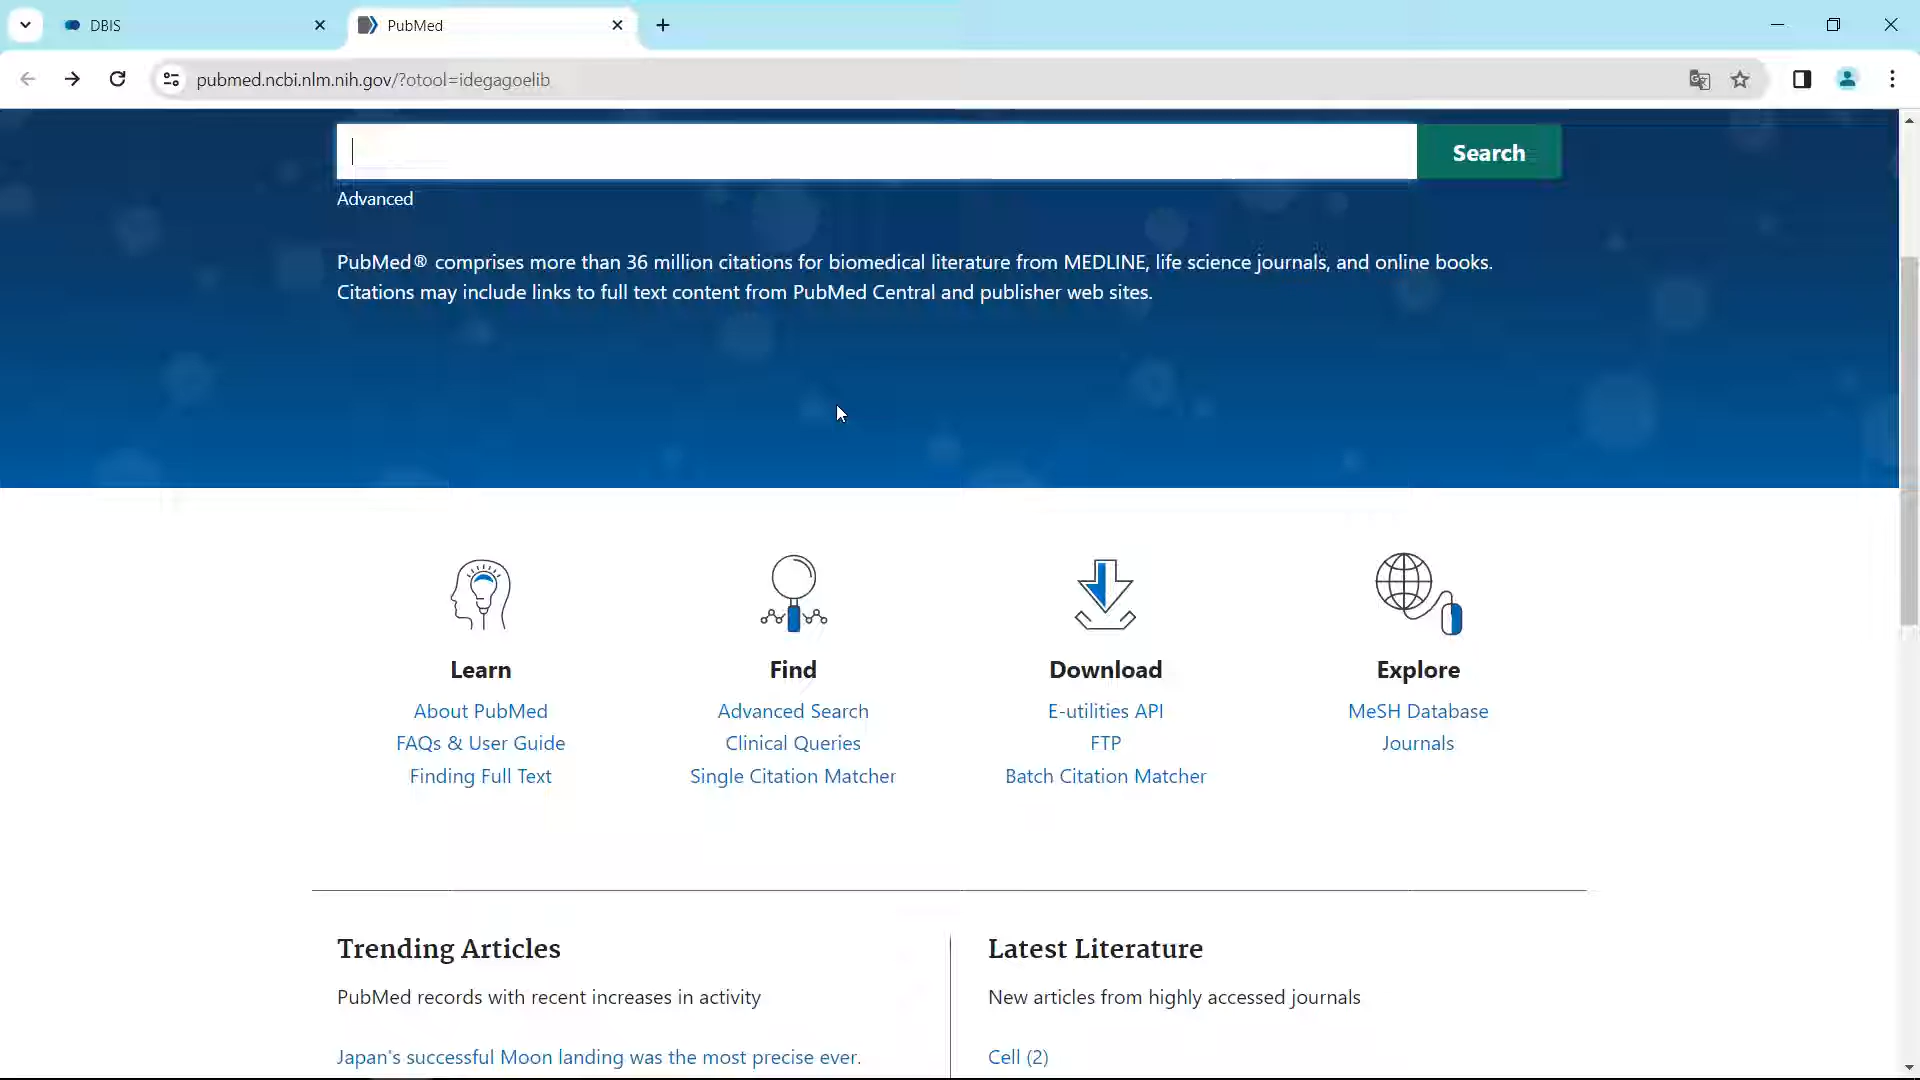 DBIS
PubMed
pubmed.ncbi.nlm.nih.gov/?otool=idegagoelib
Search
Advanced
PubMed® comprises more than 36 million citations for biomedical literature from MEDLINE, life science journals, and online books.
Citations may include links to full text content from PubMed Central and publisher web sites.
Learn
About PubMed
FAQs & User Guide
Finding Full Text
Find
Advanced Search
Clinical Queries
Single Citation Matcher
Download
E-utilities API
FTP
Batch Citation Matcher
Explore
MeSH Database
Journals
Trending Articles
PubMed records with recent increases in activity
Japan's successful Moon landing was the most precise ever.
Latest Literature
New articles from highly accessed journals
Cell (2)